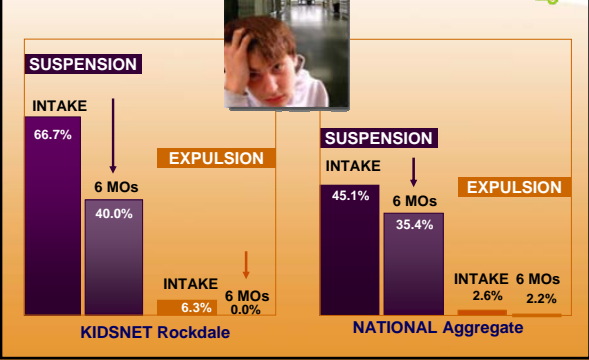 SUSPENSION
INTAKE
66.7%
6 MOs
40.0%
EXPULSION
INTAKE
6.3%
6 MOs
0.0%
KIDSNET Rockdale
SUSPENSION
INTAKE
45.1%
6 MOs
35.4%
EXPULSION
INTAKE
2.6%
6 MOs
2.2%
NATIONAL Aggregate